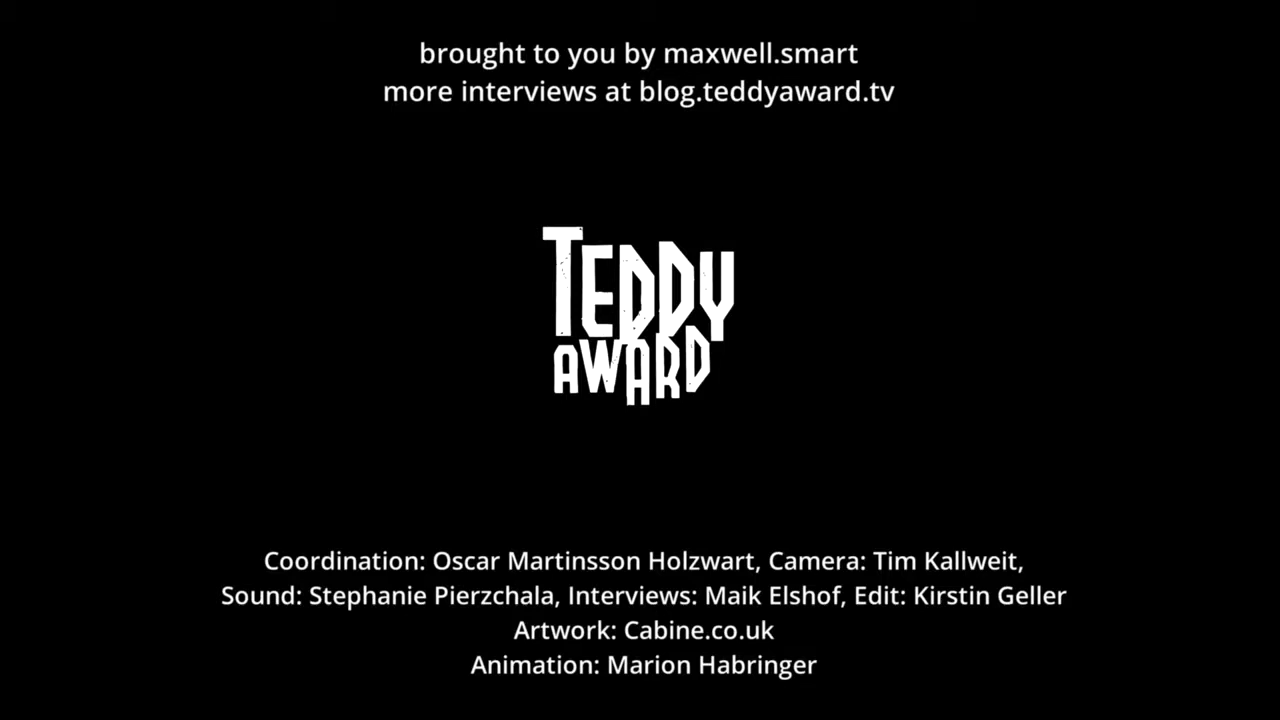 brought to you by maxwell.smart
more interviews at blog.teddyaward.tv
TEDDY
AWARD
Coordination: Oscar Martinsson Holzwart, Camera: Tim Kallweit,
Sound: Stephanie Pierzchala, Interviews: Maik Elshof, Edit: Kirstin Geller
Artwork: Cabine.co.uk
Animation: Marion Habringer